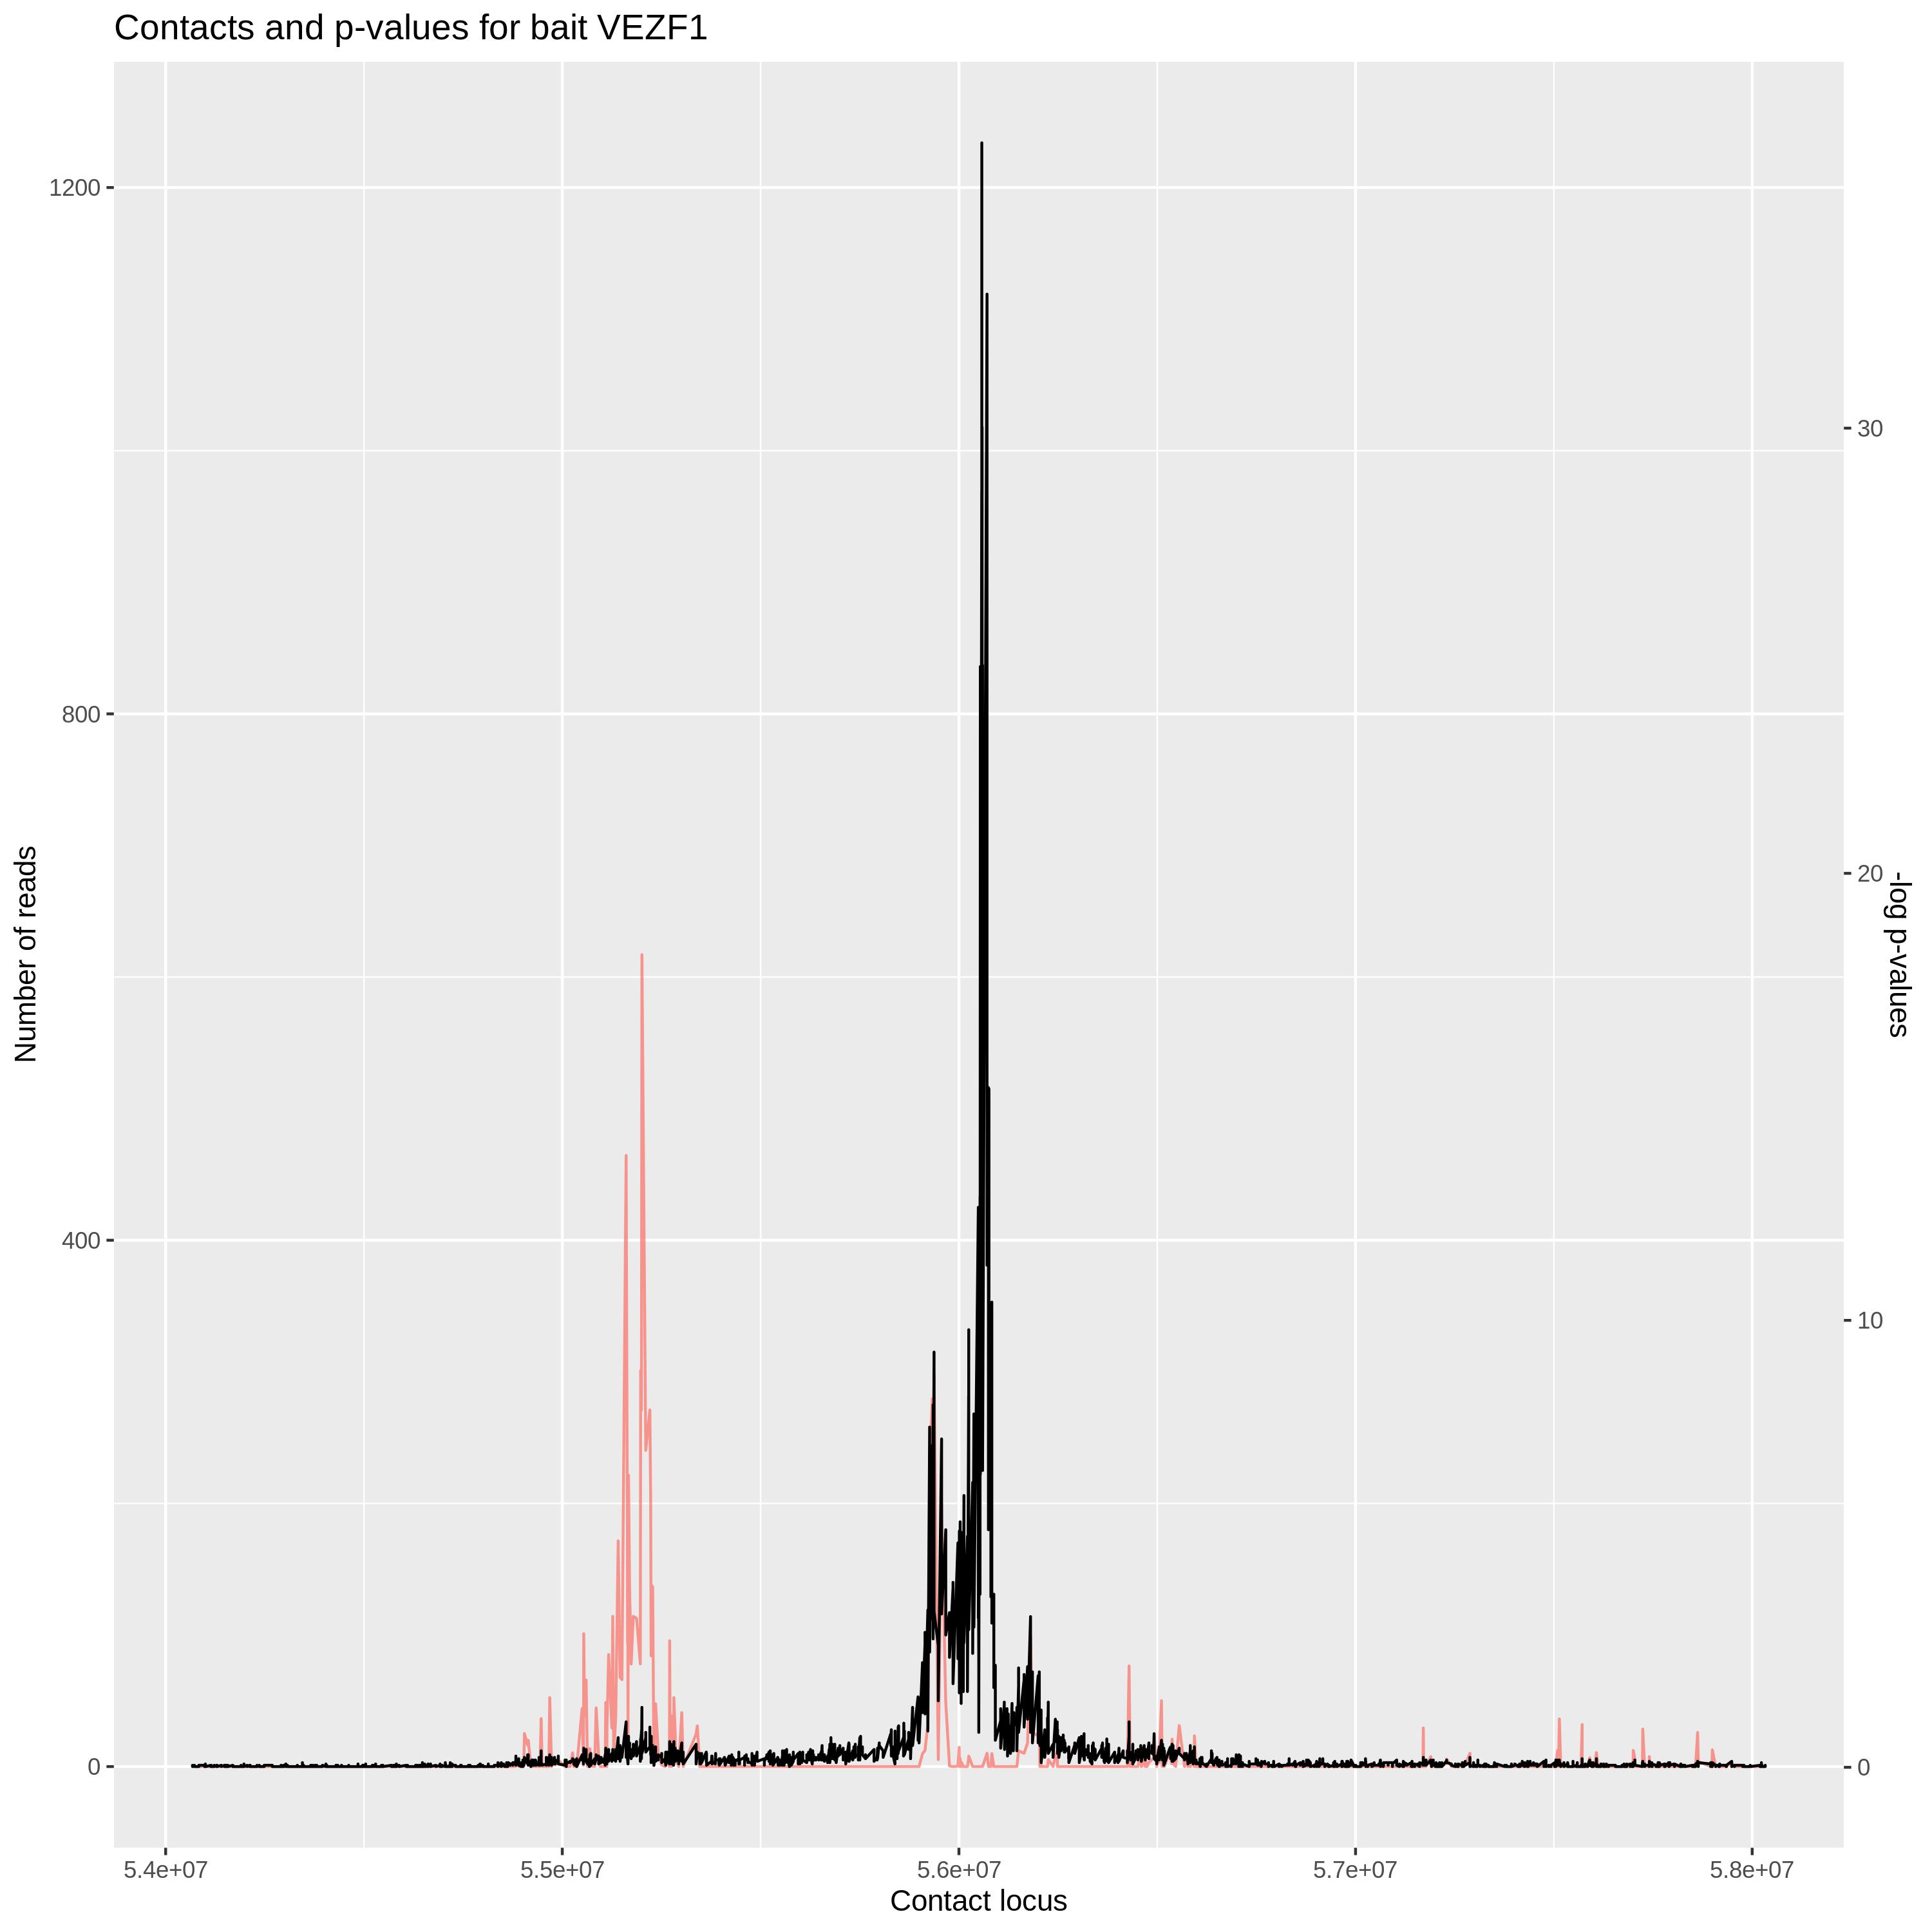 Contacts and p-values for bait VEZF1
1200
800
400
0
Number of reads
30
20
10
0
-log p-values
5.4e+07
5.5e+07
5.6e+07
5.7e+07
5.8e+07
Contact locus